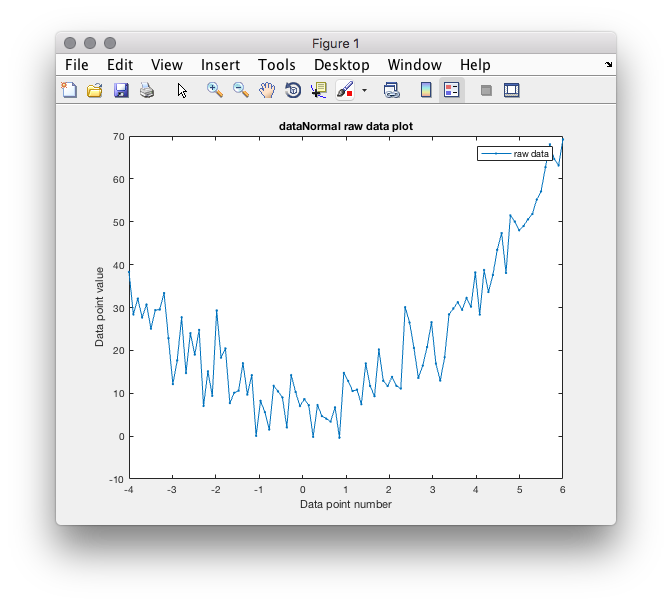 Figure 1
File Edit View Insert Tools Desktop Window Help
dataNormal raw data plot
raw data
70
60
50
40
30
20
10
0
-10
Data point value
-4 -3 -2 -1 0 1 2 3 4 5 6
Data point number